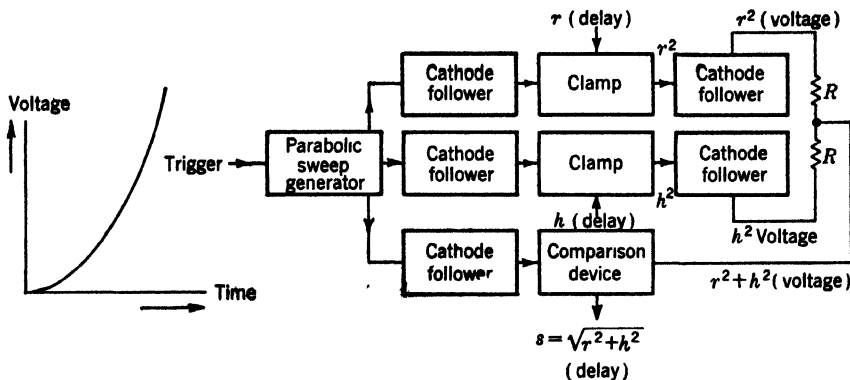 r (delay)
r² (voltage)
r²
Cathode
follower
Clamp
Cathode
follower
R
Voltage
Trigger
Parabolic
sweep
generator
Cathode
follower
Clamp
Cathode
follower
R
h²
h (delay)
h² Voltage
Time
Cathode
follower
Comparison
device
r² + h² (voltage)
s = √r² + h²
(delay)